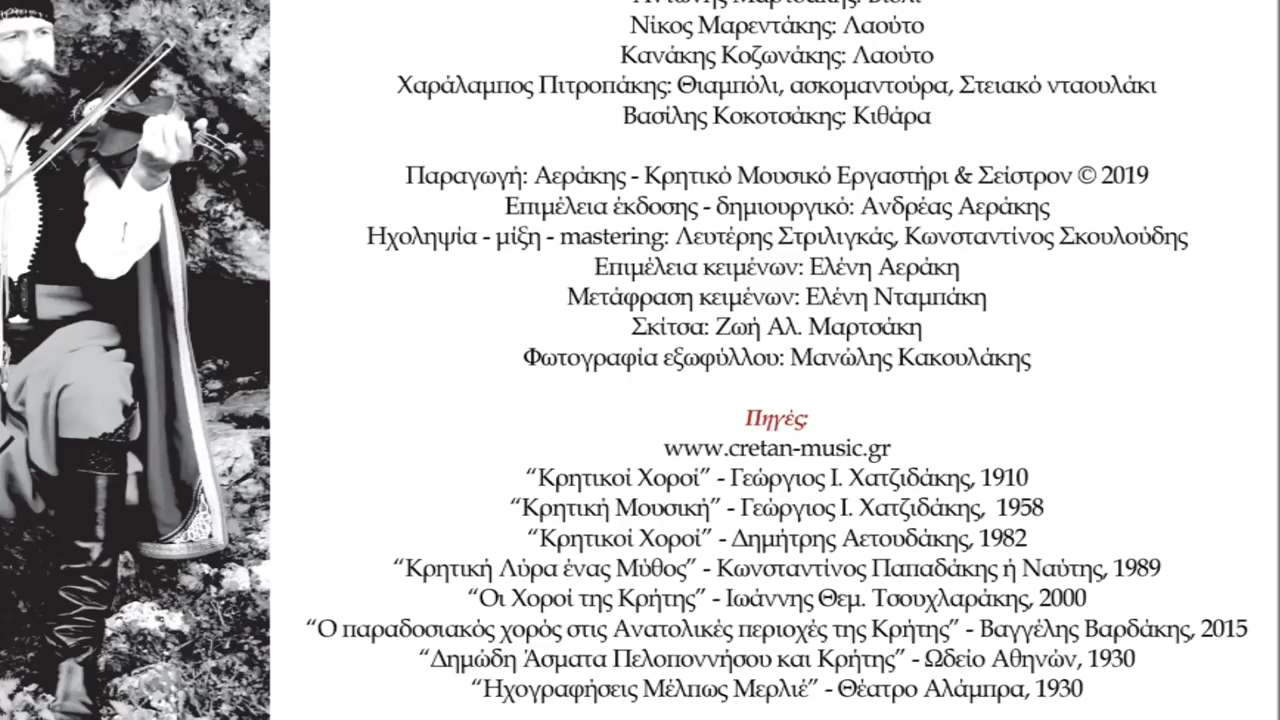 Νίκος Μαρεντάκης: Λαούτο
Κανάκης Κοζωνάκης: Λαούτο
Χαράλαμπος Πιτροπάκης: Θιαμπόλι, ασκομαντούρα, Στειακό νταουλάκι
Βασίλης Κοκοτσάκης: Κιθάρα
Παραγωγή: Αεράκης - Κρητικό Μουσικό Εργαστήρι & Σείστρον © 2019
Επιμέλεια έκδοσης - δημιουργικό: Ανδρέας Αεράκης
Ηχοληψία - μίξη - mastering: Λευτέρης Στριλιγκάς, Κωνσταντίνος Σκουλούδης
Επιμέλεια κειμένων: Ελένη Αεράκη
Μετάφραση κειμένων: Ελένη Νταμπάκη
Σκίτσα: Ζωή Αλ. Μαρτσάκη
Φωτογραφία εξωφύλλου: Μανώλης Κακουλάκης
Πηγές:
www.cretan-music.gr
“Κρητικοί Χοροί” - Γεώργιος Ι. Χατζιδάκης, 1910
“Κρητική Μουσική” - Γεώργιος Ι. Χατζιδάκης, 1958
“Κρητικοί Χοροί” - Δημήτρης Αετουδάκης, 1982
“Κρητική Λύρα ένας Μύθος” - Κωνσταντίνος Παπαδάκης ή Ναύτης, 1989
“Οι Χοροί της Κρήτης” - Ιωάννης Θεμ. Τσουχλαράκης, 2000
“Ο παραδοσιακός χορός στις Ανατολικές περιοχές της Κρήτης” - Βαγγέλης Βαρδάκης, 2015
“Δημώδη Άσματα Πελοποννήσου και Κρήτης” - Ωδείο Αθηνών, 1930
“Ηχογραφήσεις Μέλπως Μερλιέ” - Θέατρο Αλάμπρα, 1930